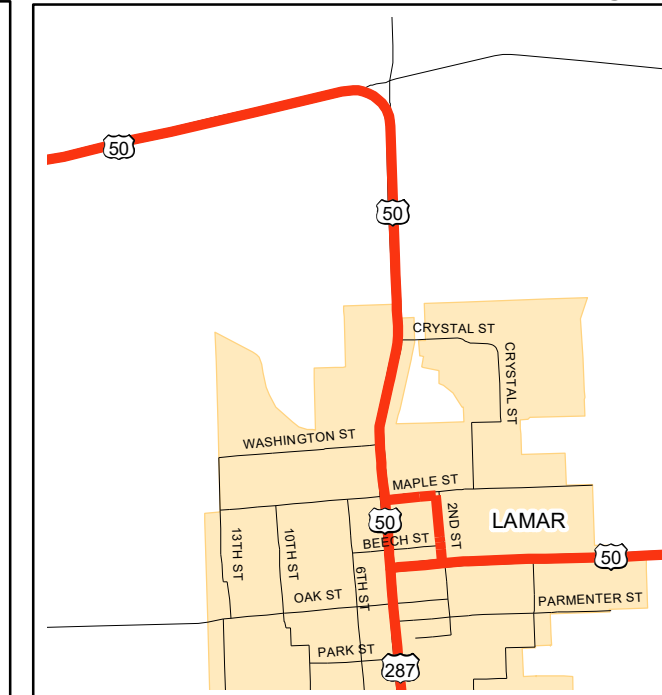 50
50
CRYSTAL ST
CRYSTAL ST
WASHINGTON ST
MAPLE ST
50
2ND ST
LAMAR
BEECH ST
50
13TH ST
10TH ST
6TH ST
OAK ST
PARMENTER ST
PARK ST
287